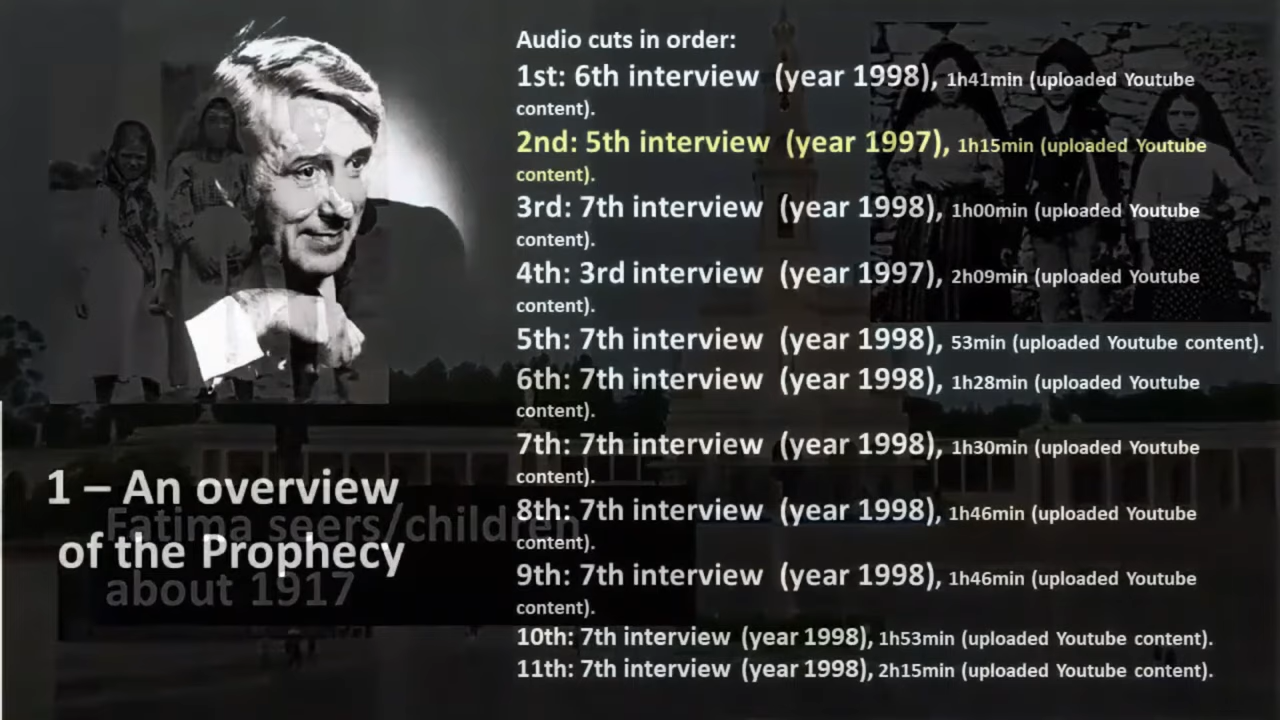 Audio cuts in order:
1st: 6th interview (year 1998), 1h41min (uploaded Youtube
content).
2nd: 5th interview (year 1997), 1h15min (uploaded Youtube
content).
3rd: 7th interview (year 1998), 1h00min (uploaded Youtube
content).
4th: 3rd interview (year 1997), 2h09min (uploaded Youtube
content).
5th: 7th interview (year 1998), 53min (uploaded Youtube content).
6th: 7th interview (year 1998), 1h28min (uploaded Youtube
content).
7th: 7th interview (year 1998), 1h30min (uploaded Youtube
content).
8th: 7th interview (year 1998), 1h46min (uploaded Youtube
content).
9th: 7th interview (year 1998), 1h46min (uploaded Youtube
content).
10th: 7th interview (year 1998), 1h53min (uploaded Youtube content).
11th: 7th interview (year 1998), 2h15min (uploaded Youtube content).
1 – An overview
of the Prophecy
Fatima seers/children
about 1917